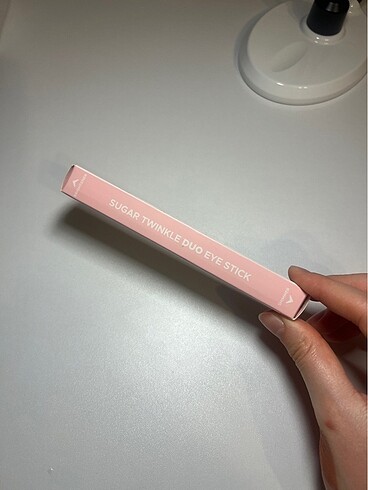 SUGAR TWINKLE DUO EYE STICK